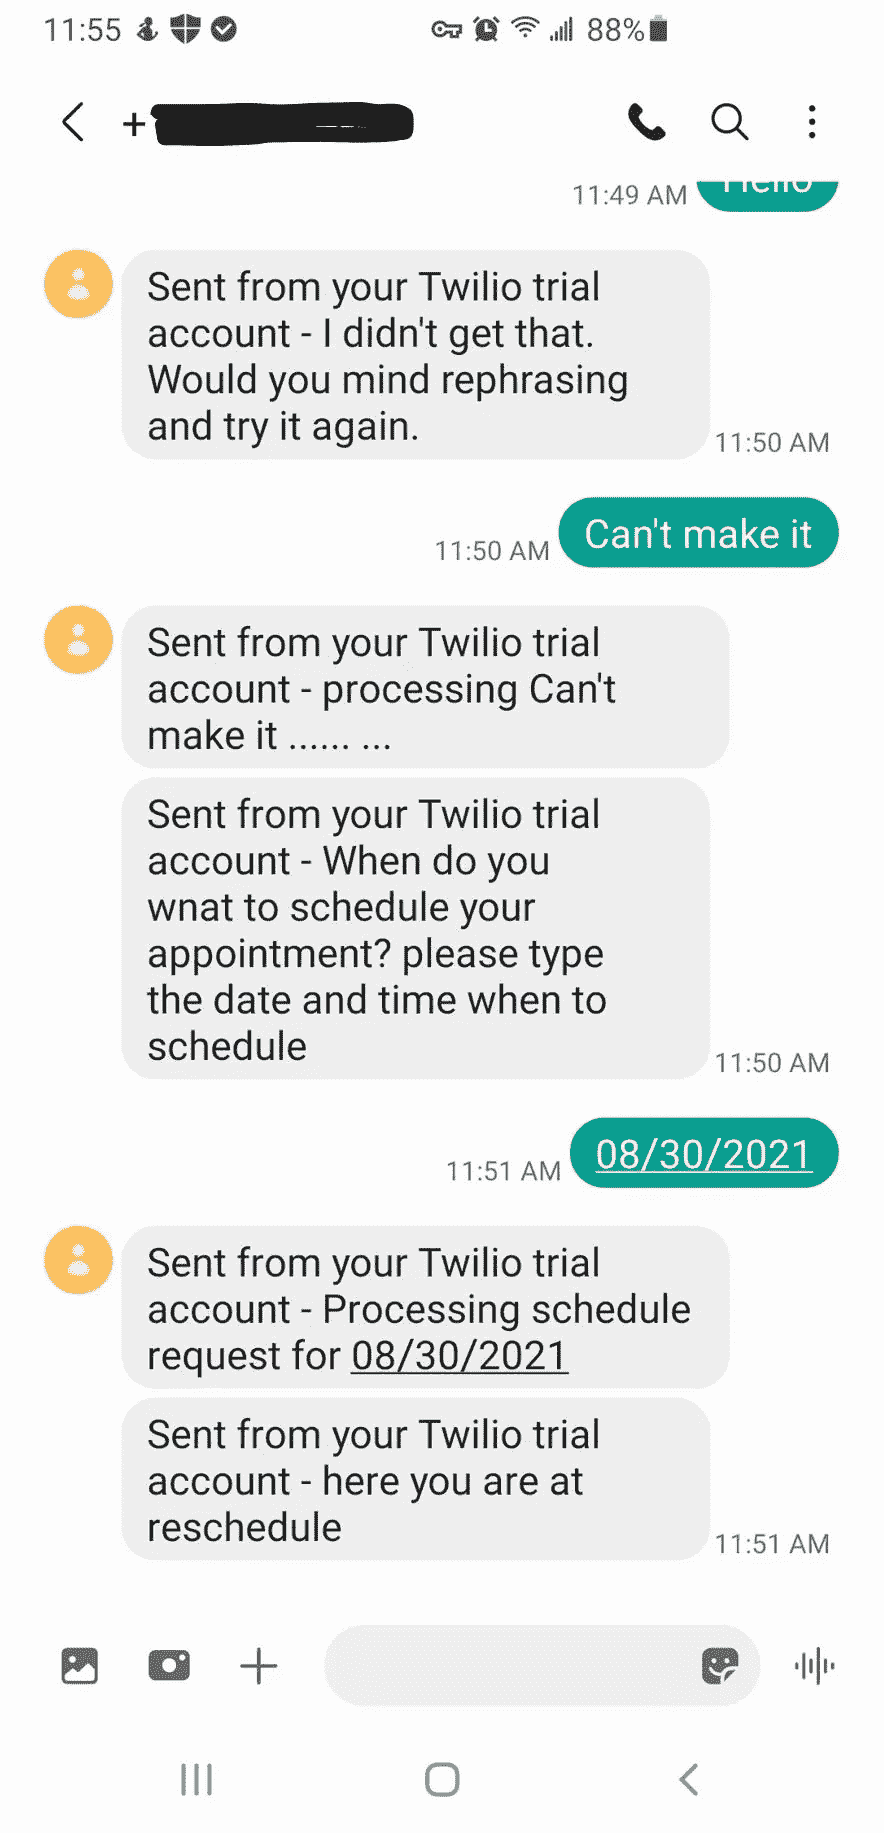 11:55
88%
+
11:49 AM
Hello
Sent from your Twilio trial
account - I didn't get that.
Would you mind rephrasing
and try it again.
11:50 AM
11:50 AM
Can't make it
Sent from your Twilio trial
account - processing Can't
make it ...... ...
Sent from your Twilio trial
account - When do you
wnat to schedule your
appointment? please type
the date and time when to
schedule
11:50 AM
11:51 AM
08/30/2021
Sent from your Twilio trial
account - Processing schedule
request for 08/30/2021
Sent from your Twilio trial
account - here you are at
reschedule
11:51 AM